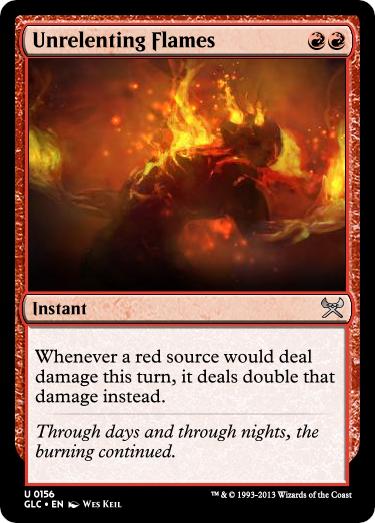 Unrelenting Flames
Instant
Whenever a red source would deal
damage this turn, it deals double that
damage instead.
Through days and through nights, the
burning continued.
U 0156
GLC • EN Wes Keil
™ & © 1993-2013 Wizards of the Coast